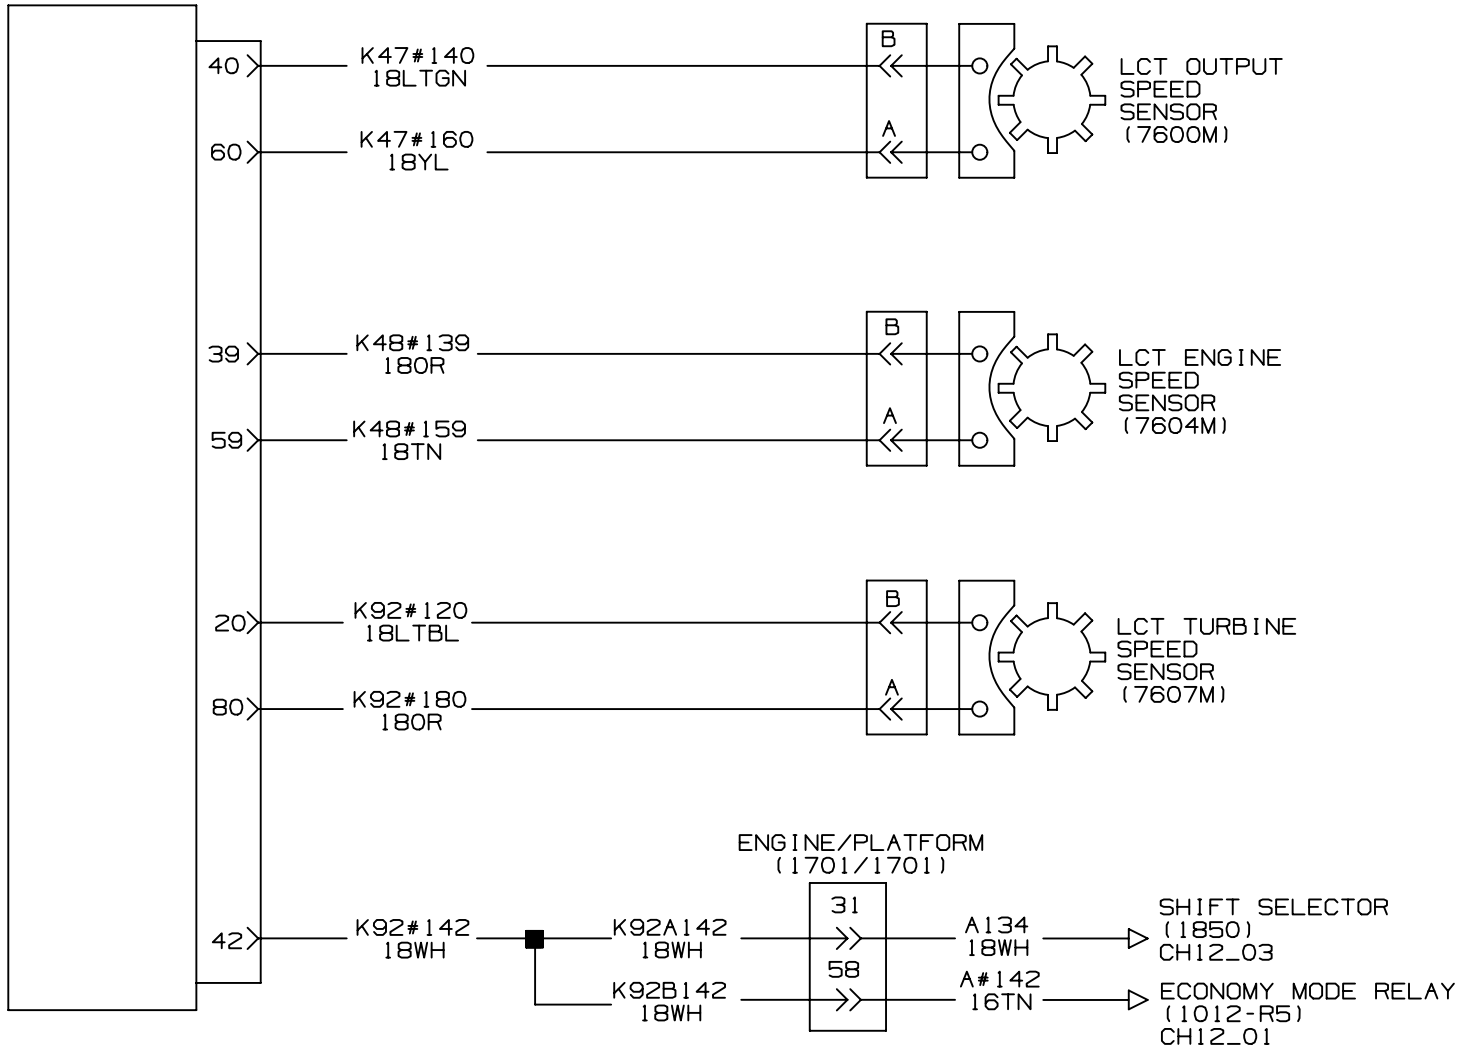 40
K47#140
18LTGN
B
LCT OUTPUT
SPEED
SENSOR
(7600M)
60
K47#160
18YL
A
39
K48#139
18OR
B
LCT ENGINE
SPEED
SENSOR
(7604M)
59
K48#159
18TN
A
20
K92#120
18LTBL
B
LCT TURBINE
SPEED
SENSOR
(7607M)
80
K92#180
18OR
A
ENGINE/PLATFORM
(1701/1701)
42
K92#142
18WH
K92A142
18WH
31
A134
18WH
SHIFT SELECTOR
(1850)
CH12_03
K92B142
18WH
58
A#142
16TN
ECONOMY MODE RELAY
(1012-R5)
CH12_01